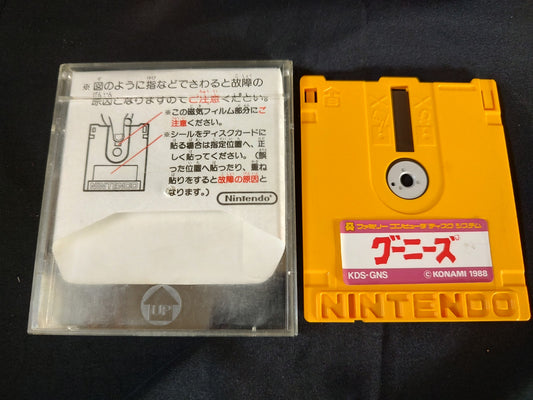 ※図のように指などでさわると故障の
原因となりますのでご注意ください。
※この磁気フィルム部分にご
注意ください。
※シールをディスクカードに
貼る場合は指定位置へ、正
しく貼ってください。(誤
った位置へ貼ったり、重ね
貼りをすると故障の原因と
なります。)
NINTENDO
Nintendo
UP
ファミリー コンピュータ ディスク システム
グーニーズ
KDS-GNS
© KONAMI 1988
NINTENDO